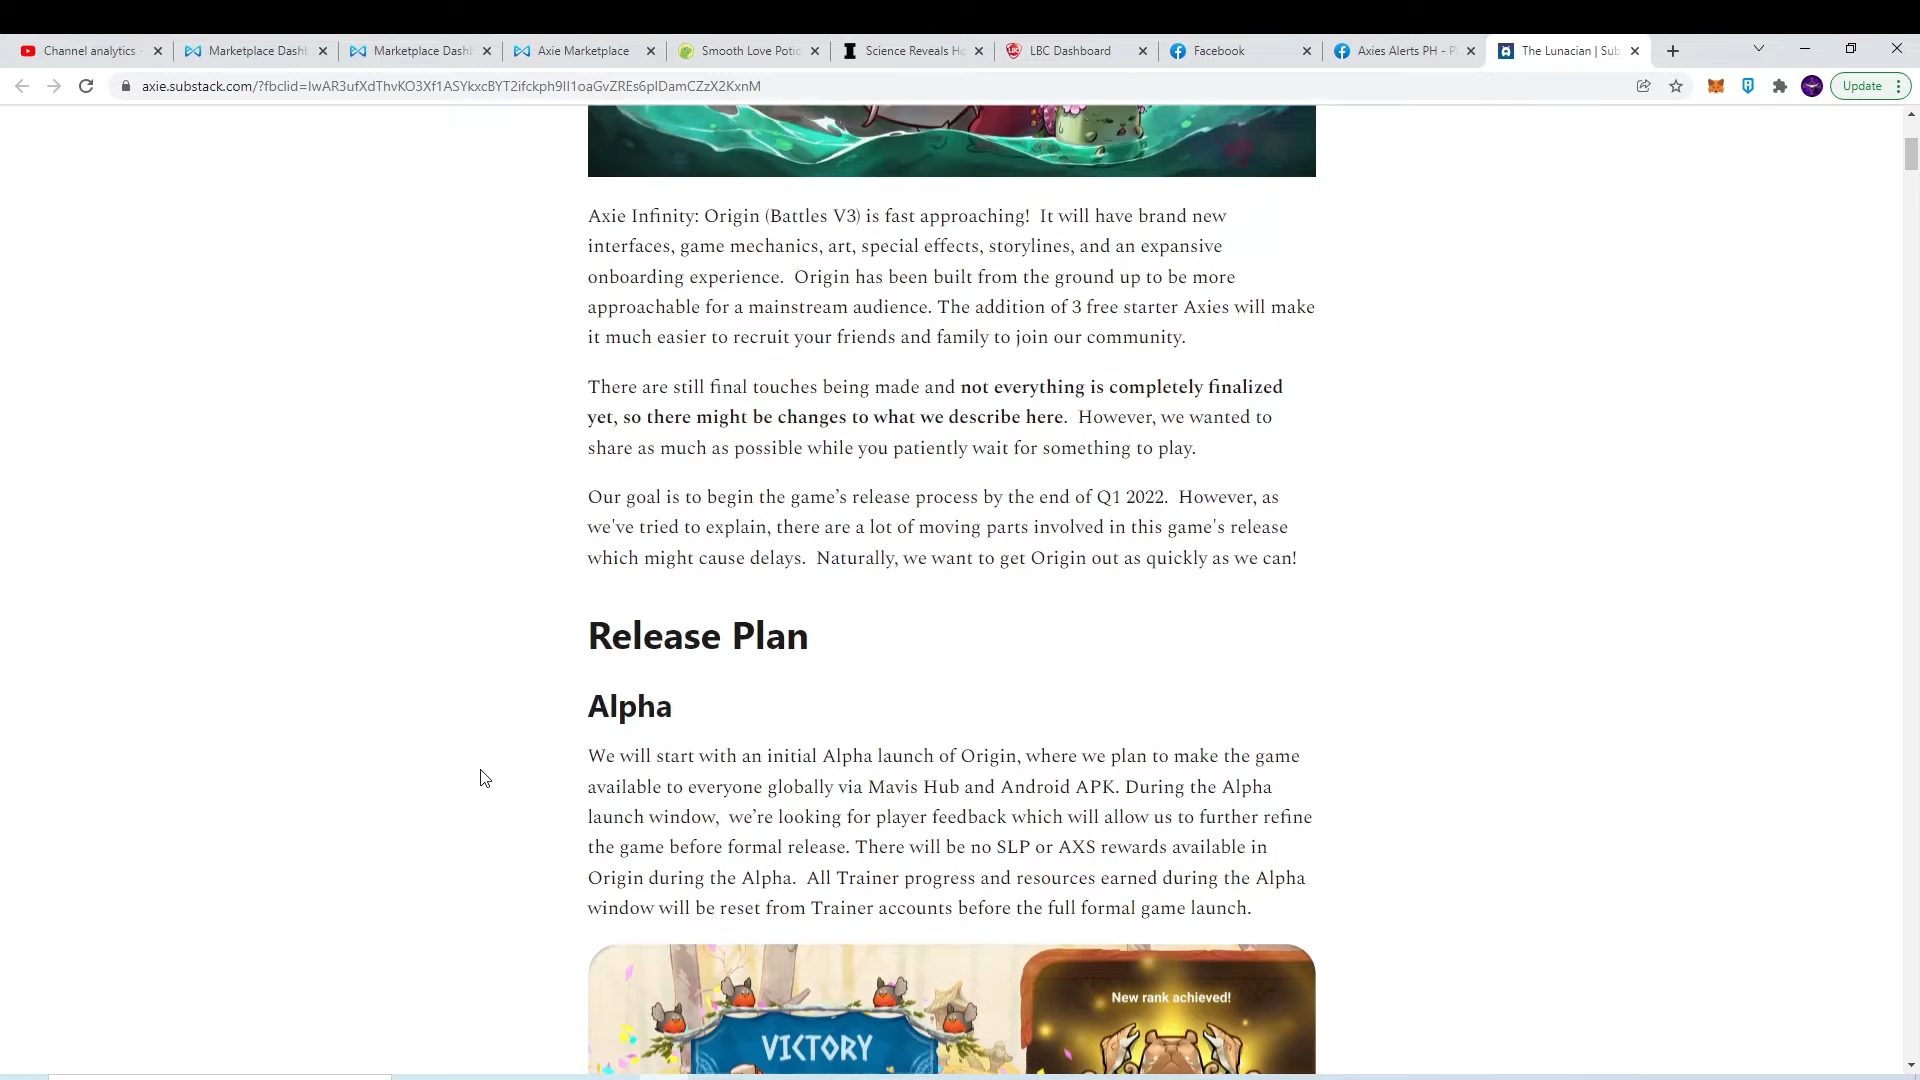 Channel analytics -
Marketplace Dash
Marketplace Dash
Axie Marketplace
Smooth Love Potio
Science Reveals Ho
LBC Dashboard
Facebook
Axies Alerts PH - P
The Lunacian | Sub
Update
Axie Infinity: Origin (Battles V3) is fast approaching! It will have brand new
interfaces, game mechanics, art, special effects, storylines, and an expansive
onboarding experience. Origin has been built from the ground up to be more
approachable for a mainstream audience. The addition of 3 free starter Axies will make
it much easier to recruit your friends and family to join our community.
There are still final touches being made and not everything is completely finalized
yet, so there might be changes to what we describe here. However, we wanted to
share as much as possible while you patiently wait for something to play.
Our goal is to begin the game's release process by the end of Q1 2022. However, as
we've tried to explain, there are a lot of moving parts involved in this game's release
which might cause delays. Naturally, we want to get Origin out as quickly as we can!
Release Plan
Alpha
We will start with an initial Alpha launch of Origin, where we plan to make the game
available to everyone globally via Mavis Hub and Android APK. During the Alpha
launch window, we're looking for player feedback which will allow us to further refine
the game before formal release. There will be no SLP or AXS rewards available in
Origin during the Alpha. All Trainer progress and resources earned during the Alpha
window will be reset from Trainer accounts before the full formal game launch.
New rank achieved!
VICTORY